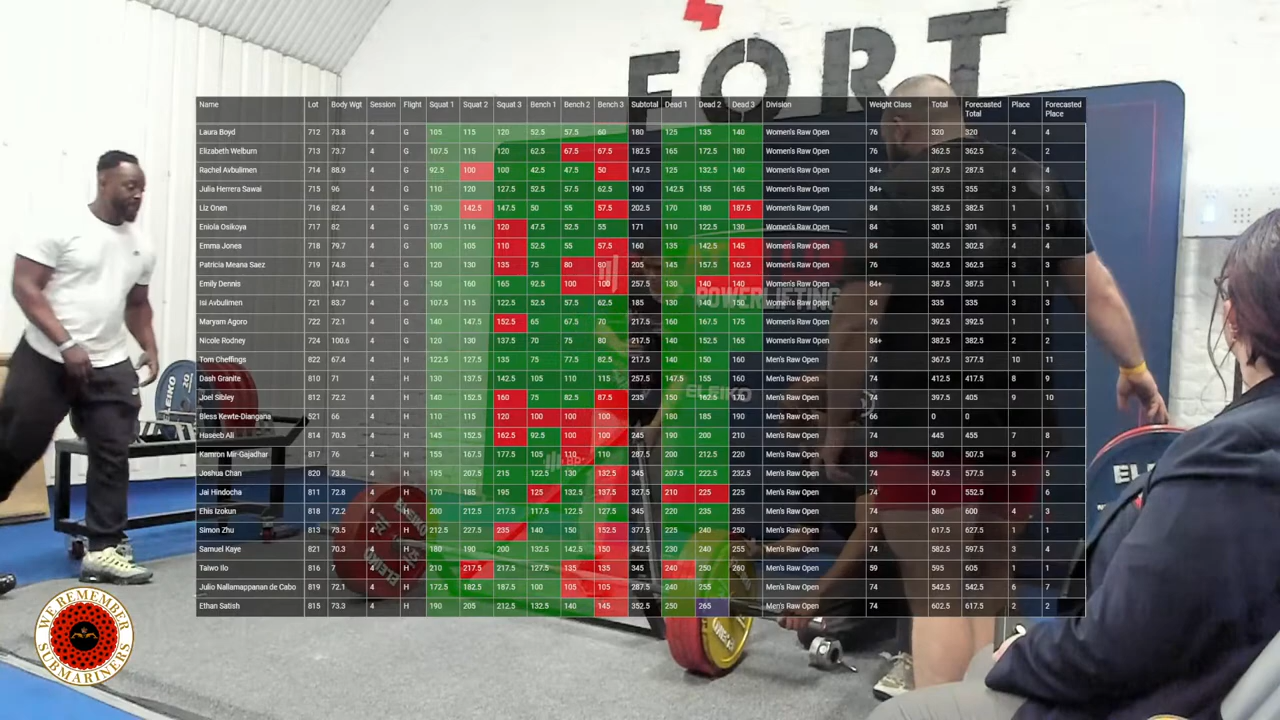 FORT
Name Lot Body Wgt Session Flight Squat 1 Squat 2 Squat 3 Bench 1 Bench 2 Bench 3 Subtotal Dead 1 Dead 2 Dead 3 Division Weight Class Total Forecasted Total Place Forecasted Place
Laura Boyd 712 73.8 4 G 105 115 120 52.5 57.5 60 180 125 135 140 Women's Raw Open 76 320 320 4 4
Elizabeth Welburn 713 73.7 4 G 107.5 115 120 62.5 67.5 67.5 182.5 165 172.5 180 Women's Raw Open 76 362.5 362.5 2 2
Rachel Avbulimen 714 88.9 4 G 92.5 100 100 42.5 47.5 50 147.5 125 132.5 140 Women's Raw Open 84+ 287.5 287.5 4 4
Julia Herrera Sawai 715 96 4 G 110 120 127.5 52.5 57.5 62.5 190 142.5 155 165 Women's Raw Open 84+ 355 355 3 3
Liz Onen 716 82.4 4 G 130 142.5 147.5 50 55 57.5 202.5 170 180 187.5 Women's Raw Open 84 382.5 382.5 1 1
Eniola Osikoya 717 82 4 G 107.5 116 120 47.5 52.5 55 171 110 122.5 130 Women's Raw Open 84 301 301 5 5
Emma Jones 718 79.7 4 G 100 105 110 52.5 55 57.5 160 135 142.5 145 Women's Raw Open 84 302.5 302.5 4 4
Patricia Meana Saez 719 74.8 4 G 120 130 135 75 80 80 205 145 157.5 162.5 Women's Raw Open 76 362.5 362.5 3 3
Emily Dennis 720 147.1 4 G 150 160 165 92.5 100 100 257.5 130 140 140 Women's Raw Open 84+ 387.5 387.5 1 1
Isi Avbulimen 721 83.7 4 G 107.5 115 122.5 52.5 57.5 62.5 185 130 140 150 Women's Raw Open 84 335 335 3 3
Maryam Agoro 722 72.1 4 G 140 147.5 152.5 65 67.5 70 217.5 160 167.5 175 Women's Raw Open 76 392.5 392.5 1 1
Nicole Rodney 724 100.6 4 G 120 130 137.5 70 75 80 217.5 140 152.5 165 Women's Raw Open 84+ 382.5 382.5 2 2
Tom Cheffings 822 67.4 4 H 122.5 127.5 135 75 77.5 82.5 217.5 140 150 160 Men's Raw Open 74 367.5 377.5 10 11
Dash Granite 810 71 4 H 130 137.5 142.5 105 110 115 257.5 147.5 155 160 Men's Raw Open 74 412.5 417.5 8 9
Joel Sibley 812 72.2 4 H 140 152.5 160 75 82.5 87.5 235 150 162.5 170 Men's Raw Open 74 397.5 405 9 10
Bless Kewte-Diangana 521 66 4 H 110 115 120 100 100 100 180 185 190 Men's Raw Open 66 0 0
Haseeb Ali 814 70.5 4 H 145 152.5 162.5 92.5 100 100 245 190 200 210 Men's Raw Open 74 445 455 7 8
Kamron Mir-Gajadhar 817 76 4 H 155 167.5 177.5 105 110 110 287.5 200 212.5 220 Men's Raw Open 83 500 507.5 8 7
Joshua Chan 820 73.8 4 H 195 207.5 215 122.5 130 132.5 345 207.5 222.5 232.5 Men's Raw Open 74 567.5 577.5 5 5
Jai Hindocha 811 72.8 4 H 170 185 195 125 132.5 137.5 327.5 210 225 225 Men's Raw Open 74 0 552.5 6
Ehis Izokun 818 72.2 4 H 200 212.5 217.5 117.5 122.5 127.5 345 220 235 255 Men's Raw Open 74 580 600 4 3
Simon Zhu 813 73.5 4 H 212.5 227.5 235 140 150 152.5 377.5 225 240 250 Men's Raw Open 74 617.5 627.5 1 1
Samuel Kaye 821 70.3 4 H 180 190 200 132.5 142.5 150 342.5 230 240 255 Men's Raw Open 74 582.5 597.5 3 4
Taiwo Ilo 816 7 4 H 210 217.5 217.5 127.5 135 135 345 240 250 260 Men's Raw Open 59 595 605 1 1
Julio Nallamappanan de Cabo 819 72.1 4 H 172.5 182.5 187.5 100 105 105 287.5 240 255 Men's Raw Open 74 542.5 542.5 6 7
Ethan Satish 815 73.3 4 H 190 205 212.5 132.5 140 145 352.5 250 265 Men's Raw Open 74 602.5 617.5 2 2
POWERLIFTING
ELEIKO
ELEIKO
WE REMEMBER
SUBMARINERS